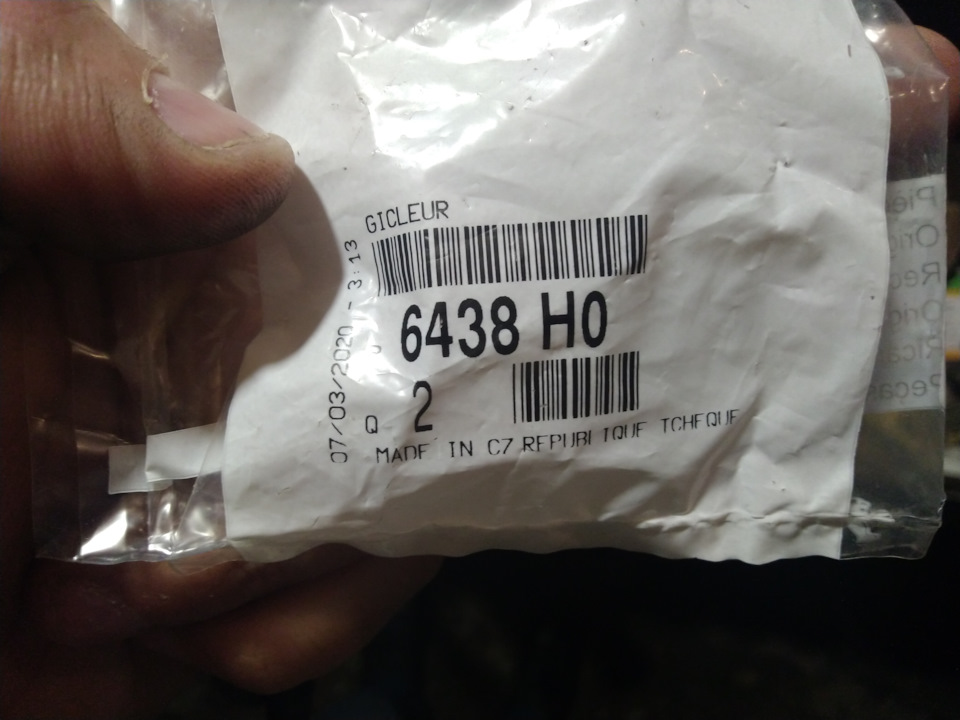 GICLEUR
6438 H0
Q 2
MADE IN CZ REPUBLIQUE TCHEQUE
07/03/2020 - 3:13